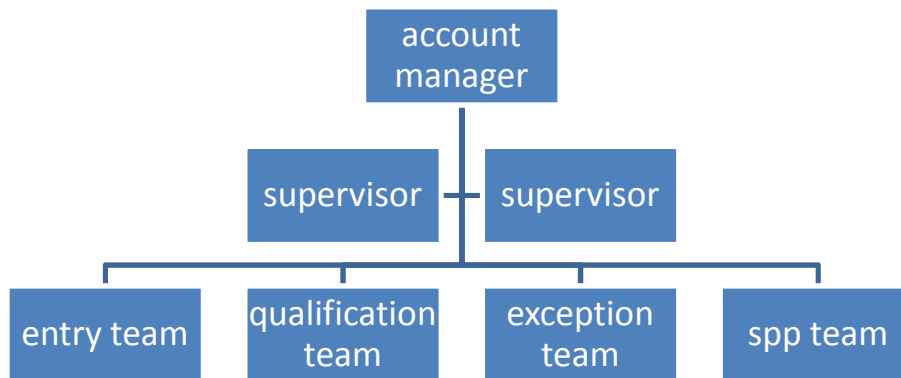 account
manager
supervisor
supervisor
entry team
qualification
team
exception
team
spp team